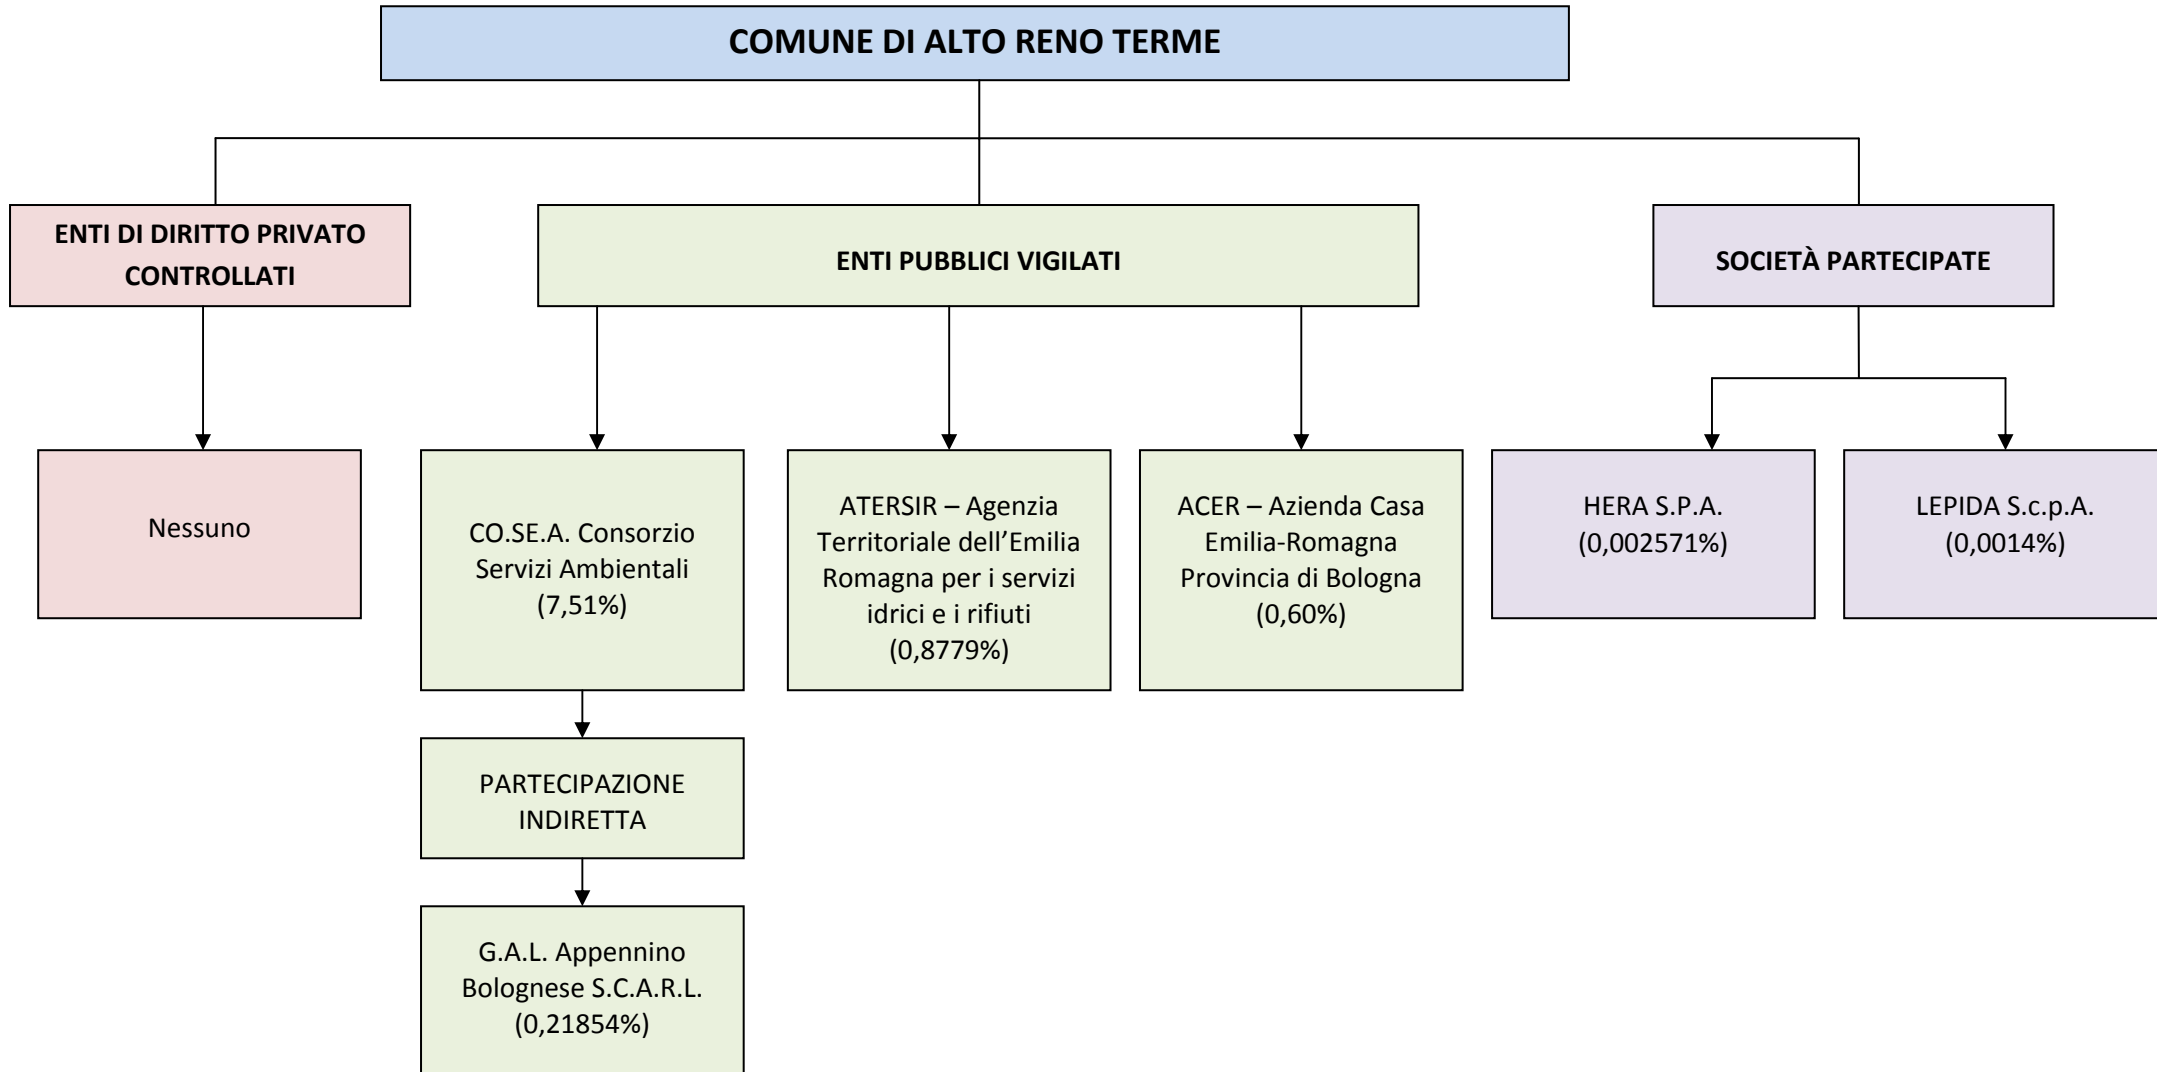 COMUNE DI ALTO RENO TERME
ENTI DI DIRITTO PRIVATO
CONTROLLATI
ENTI PUBBLICI VIGILATI
SOCIETÀ PARTECIPATE
Nessuno
CO.SE.A. Consorzio
Servizi Ambientali
(7,51%)
ATERSIR – Agenzia
Territoriale dell’Emilia
Romagna per i servizi
idrici e i rifiuti
(0,8779%)
ACER – Azienda Casa
Emilia-Romagna
Provincia di Bologna
(0,60%)
HERA S.P.A.
(0,002571%)
LEPIDA S.c.p.A.
(0,0014%)
PARTECIPAZIONE
INDIRETTA
G.A.L. Appennino
Bolognese S.C.A.R.L.
(0,21854%)